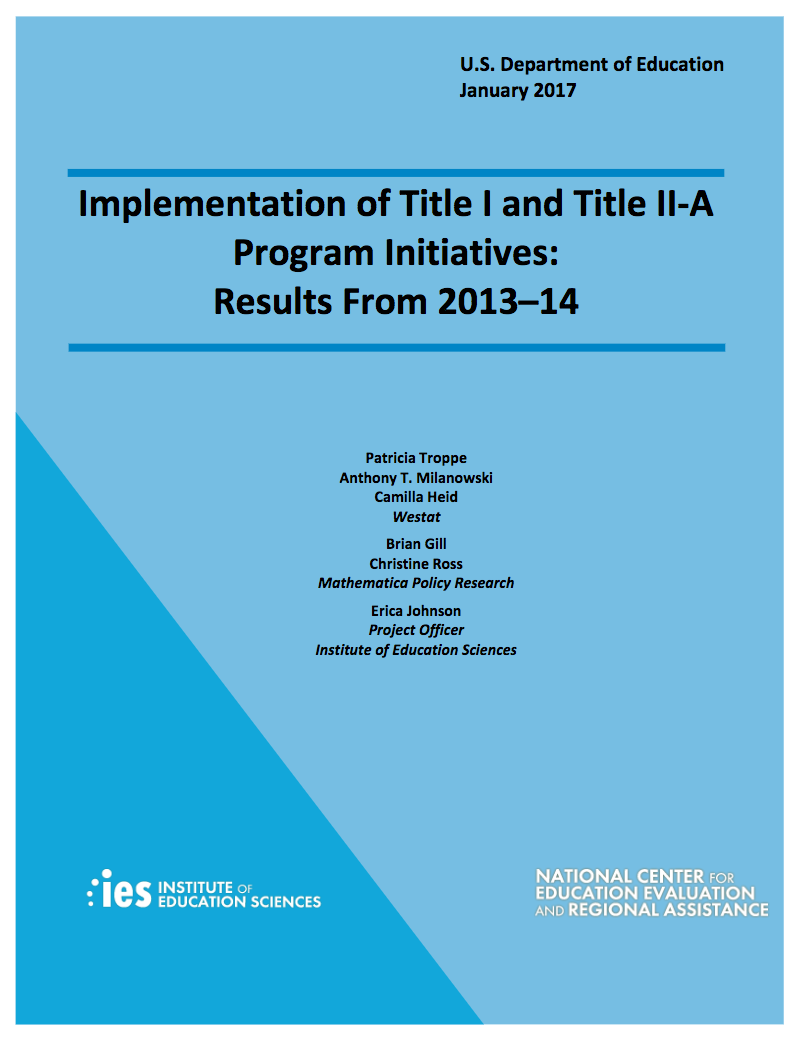 U.S. Department of Education
January 2017
Implementation of Title I and Title II-A
Program Initiatives:
Results From 2013–14
Patricia Troppe
Anthony T. Milanowski
Camilla Heid
Westat
Brian Gill
Christine Ross
Mathematica Policy Research
Erica Johnson
Project Officer
Institute of Education Sciences
ies INSTITUTE OF
EDUCATION SCIENCES
NATIONAL CENTER FOR
EDUCATION EVALUATION
AND REGIONAL ASSISTANCE